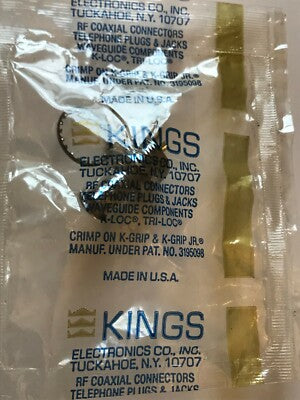 ELECTRONICS CO., INC.
TUCKAHOE, N.Y. 10707
RF COAXIAL CONNECTORS
TELEPHONE PLUGS & JACKS
WAVEGUIDE COMPONENTS
K-LOC®, TRI-LOC®
CRIMP ON K-GRIP & K-GRIP JR.®
MANUF. UNDER PAT. NO. 3195098
MADE IN U.S.A.
KINGS
ELECTRONICS CO., INC.
TUCKAHOE, N.Y. 10707
RF COAXIAL CONNECTORS
TELEPHONE PLUGS & JACKS
WAVEGUIDE COMPONENTS
K-LOC®, TRI-LOC®
CRIMP ON K-GRIP & K-GRIP JR.®
MANUF. UNDER PAT. NO. 3195098
MADE IN U.S.A.
KINGS
ELECTRONICS CO., INC.
TUCKAHOE, N.Y. 10707
RF COAXIAL CONNECTORS
TELEPHONE PLUGS & JACKS